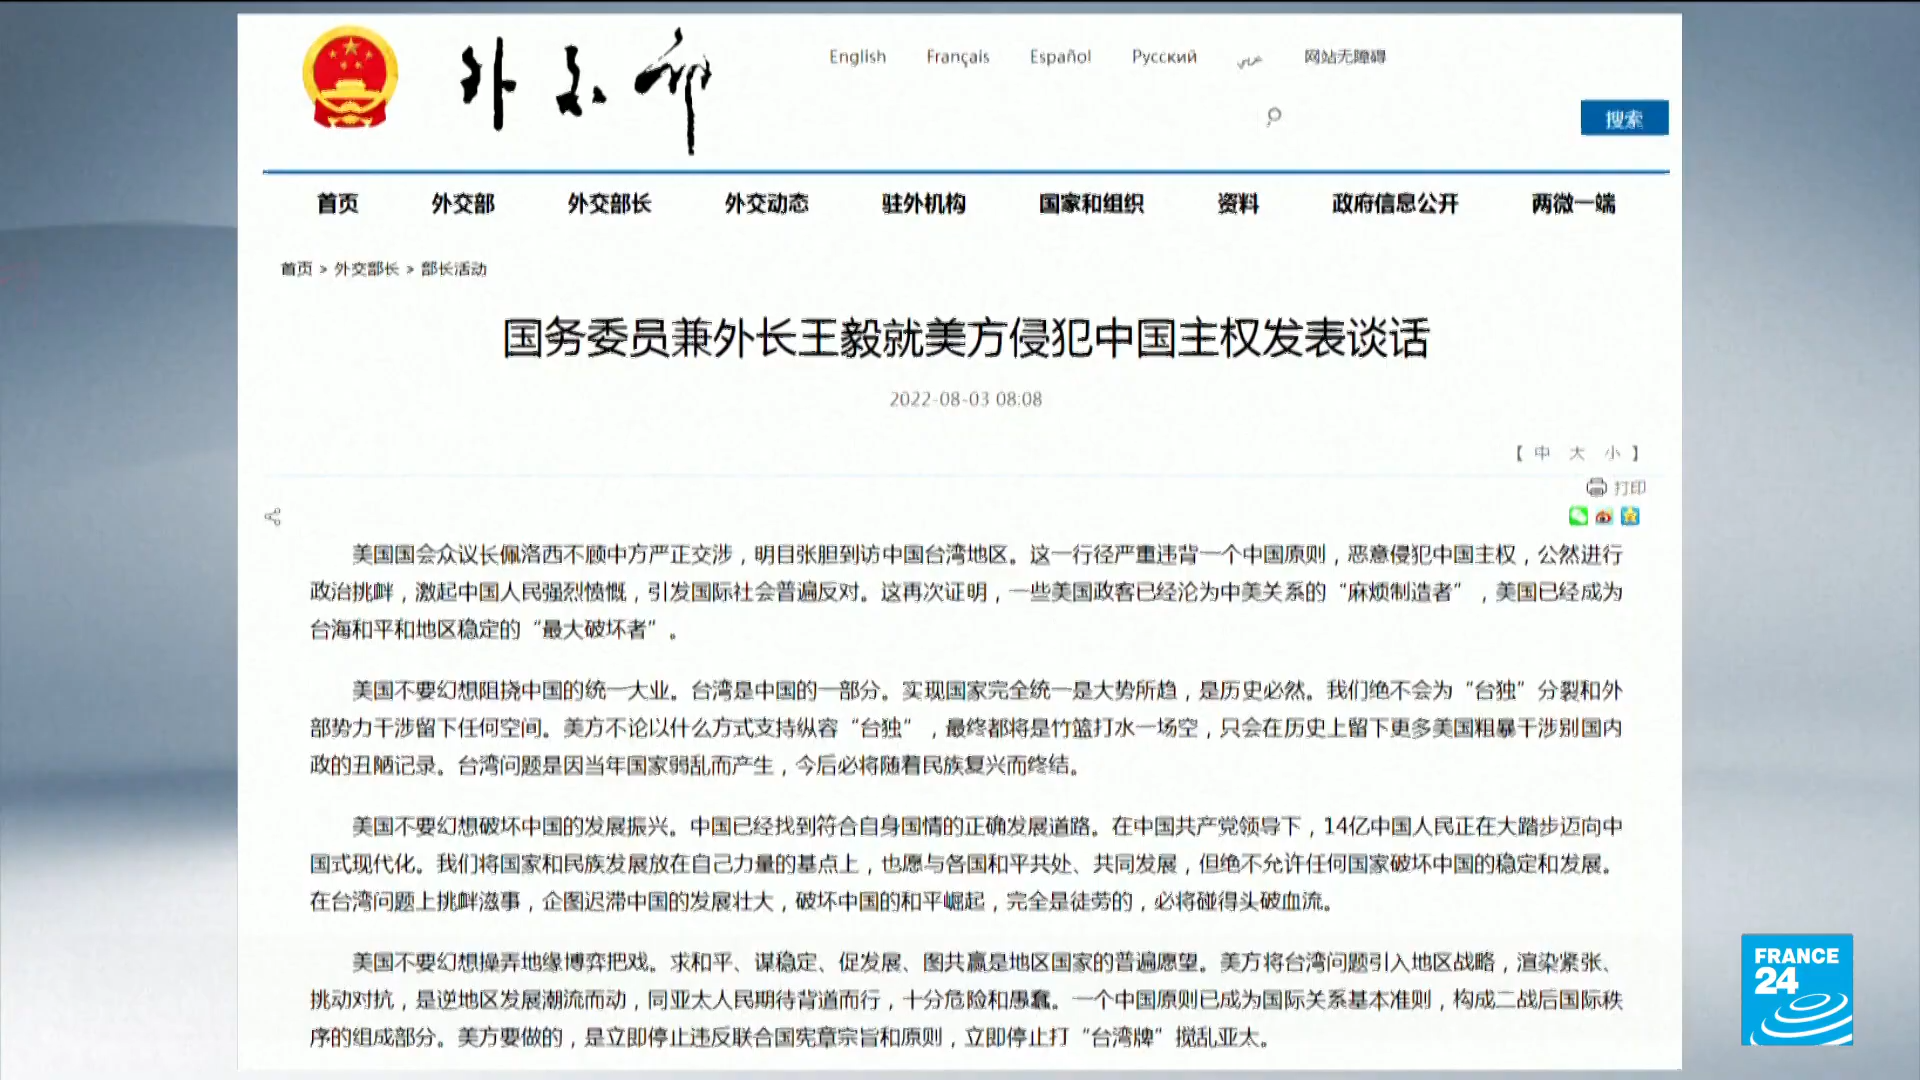 外交部
English Français Español Русский عربي 网站无障碍
搜索
首页 外交部 外交部长 外交动态 驻外机构 国家和组织 资料 政府信息公开 两微一端
首页 > 外交部长 > 部长活动
国务委员兼外长王毅就美方侵犯中国主权发表谈话
2022-08-03 08:08
【 中 大 小 】
打印
美国国会众议长佩洛西不顾中方严正交涉，明目张胆到访中国台湾地区。这一行径严重违背一个中国原则，恶意侵犯中国主权，公然进行
政治挑衅，激起中国人民强烈愤慨，引发国际社会普遍反对。这再次证明，一些美国政客已经沦为中美关系的“麻烦制造者”，美国已经成为
台海和平和地区稳定的“最大破坏者”。
美国不要幻想阻挠中国的统一大业。台湾是中国的一部分。实现国家完全统一是大势所趋，是历史必然。我们绝不会为“台独”分裂和外
部势力干涉留下任何空间。美方不论以什么方式支持纵容“台独”，最终都将是竹篮打水一场空，只会在历史上留下更多美国粗暴干涉别国内
政的丑陋记录。台湾问题是因当年国家弱乱而产生，今后必将随着民族复兴而终结。
美国不要幻想破坏中国的发展振兴。中国已经找到符合自身国情的正确发展道路。在中国共产党领导下，14亿中国人民正在大踏步迈向中
国式现代化。我们将国家和民族发展放在自己力量的基点上，也愿与各国和平共处、共同发展，但绝不允许任何国家破坏中国的稳定和发展。
在台湾问题上挑衅滋事，企图迟滞中国的发展壮大，破坏中国的和平崛起，完全是徒劳的，必将碰得头破血流。
美国不要幻想操弄地缘博弈把戏。求和平、谋稳定、促发展、图共赢是地区国家的普遍愿望。美方将台湾问题引入地区战略，渲染紧张、
挑动对抗，是逆地区发展潮流而动，同亚太人民期待背道而行，十分危险和愚蠢。一个中国原则已成为国际关系基本准则，构成二战后国际秩
序的组成部分。美方要做的，是立即停止违反联合国宪章宗旨和原则，立即停止打“台湾牌”搅乱亚太。
FRANCE
24